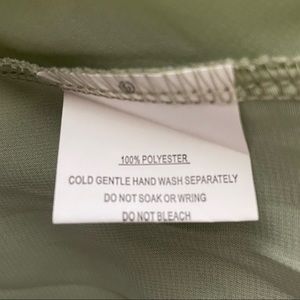 100% POLYESTER
COLD GENTLE HAND WASH SEPARATELY
DO NOT SOAK OR WRING
DO NOT BLEACH